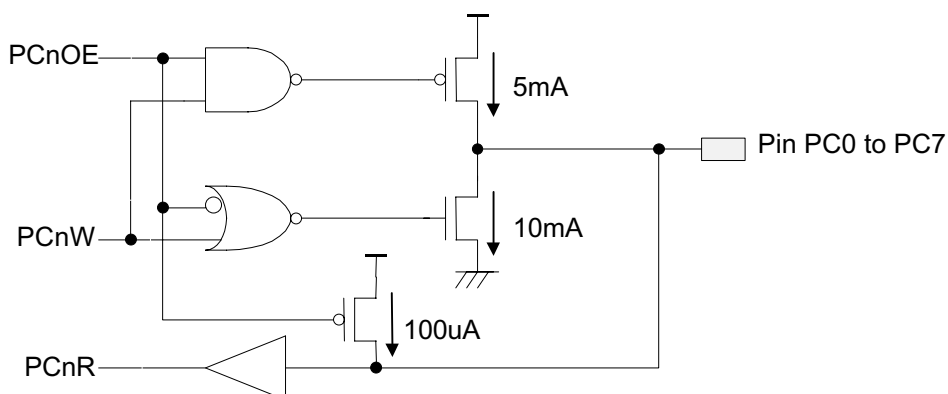 PCnOE
5mA
Pin PC0 to PC7
PCnW
10mA
100uA
PCnR